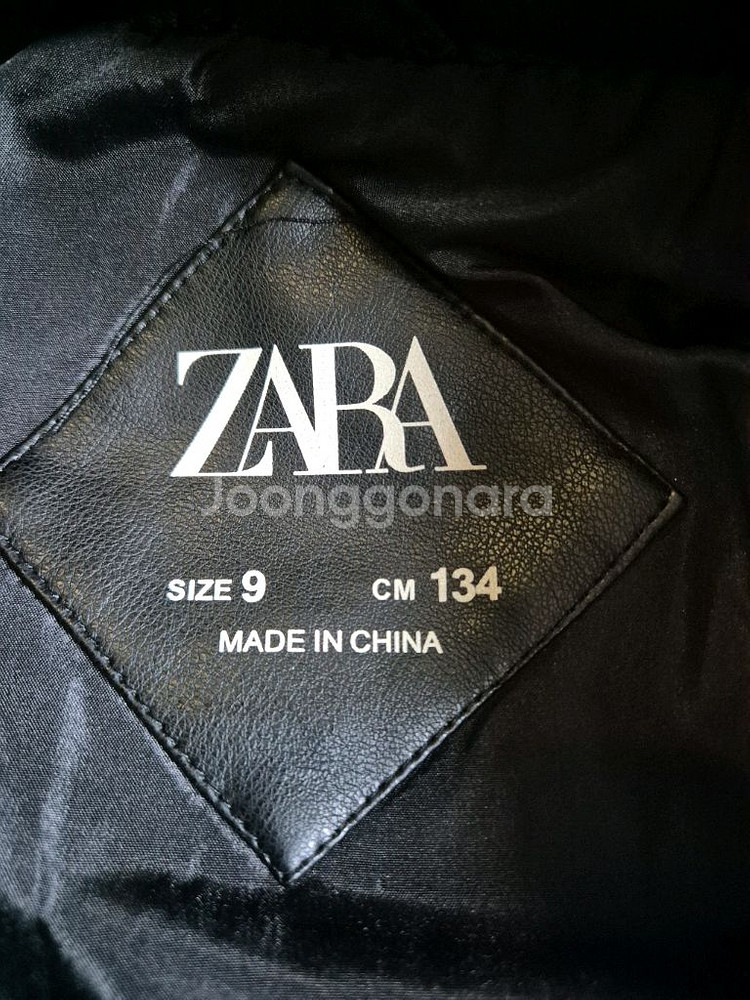 ZARA
Joonggonara
SIZE 9 CM 134
MADE IN CHINA